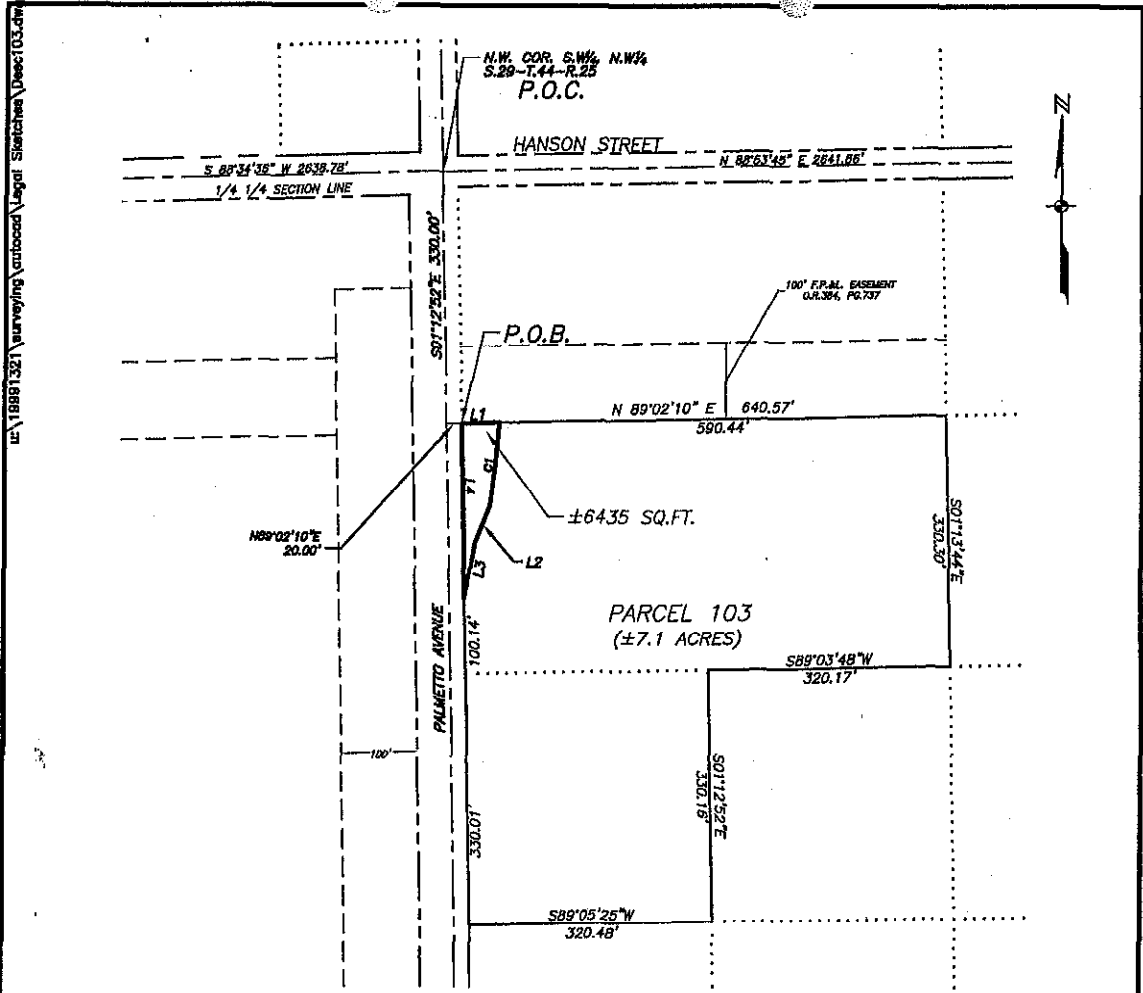 u:\19991321\surveying\autocad\Legal Sketches\Desc103.dwg
N.W. COR. S.W¼, N.W¼
S.29-T.44-R.25
P.O.C.
HANSON STREET
S 88°34'35" W 2638.78'
N 88°53'45" E 2641.86'
1/4 1/4 SECTION LINE
S01°12'52"E 330.00'
100' F.P.&L. EASEMENT
O.R.384, PG.737
P.O.B.
L1
N 89°02'10" E 640.57'
590.44'
C1
L4
±6435 SQ.FT.
N89°02'10"E
20.00'
L2
L3
S01°13'44"E
330.30'
PALMETTO AVENUE
100.14'
PARCEL 103
(±7.1 ACRES)
S89°03'48"W
320.17'
100'
S01°12'52"E
330.16'
330.01'
S89°05'25"W
320.48'